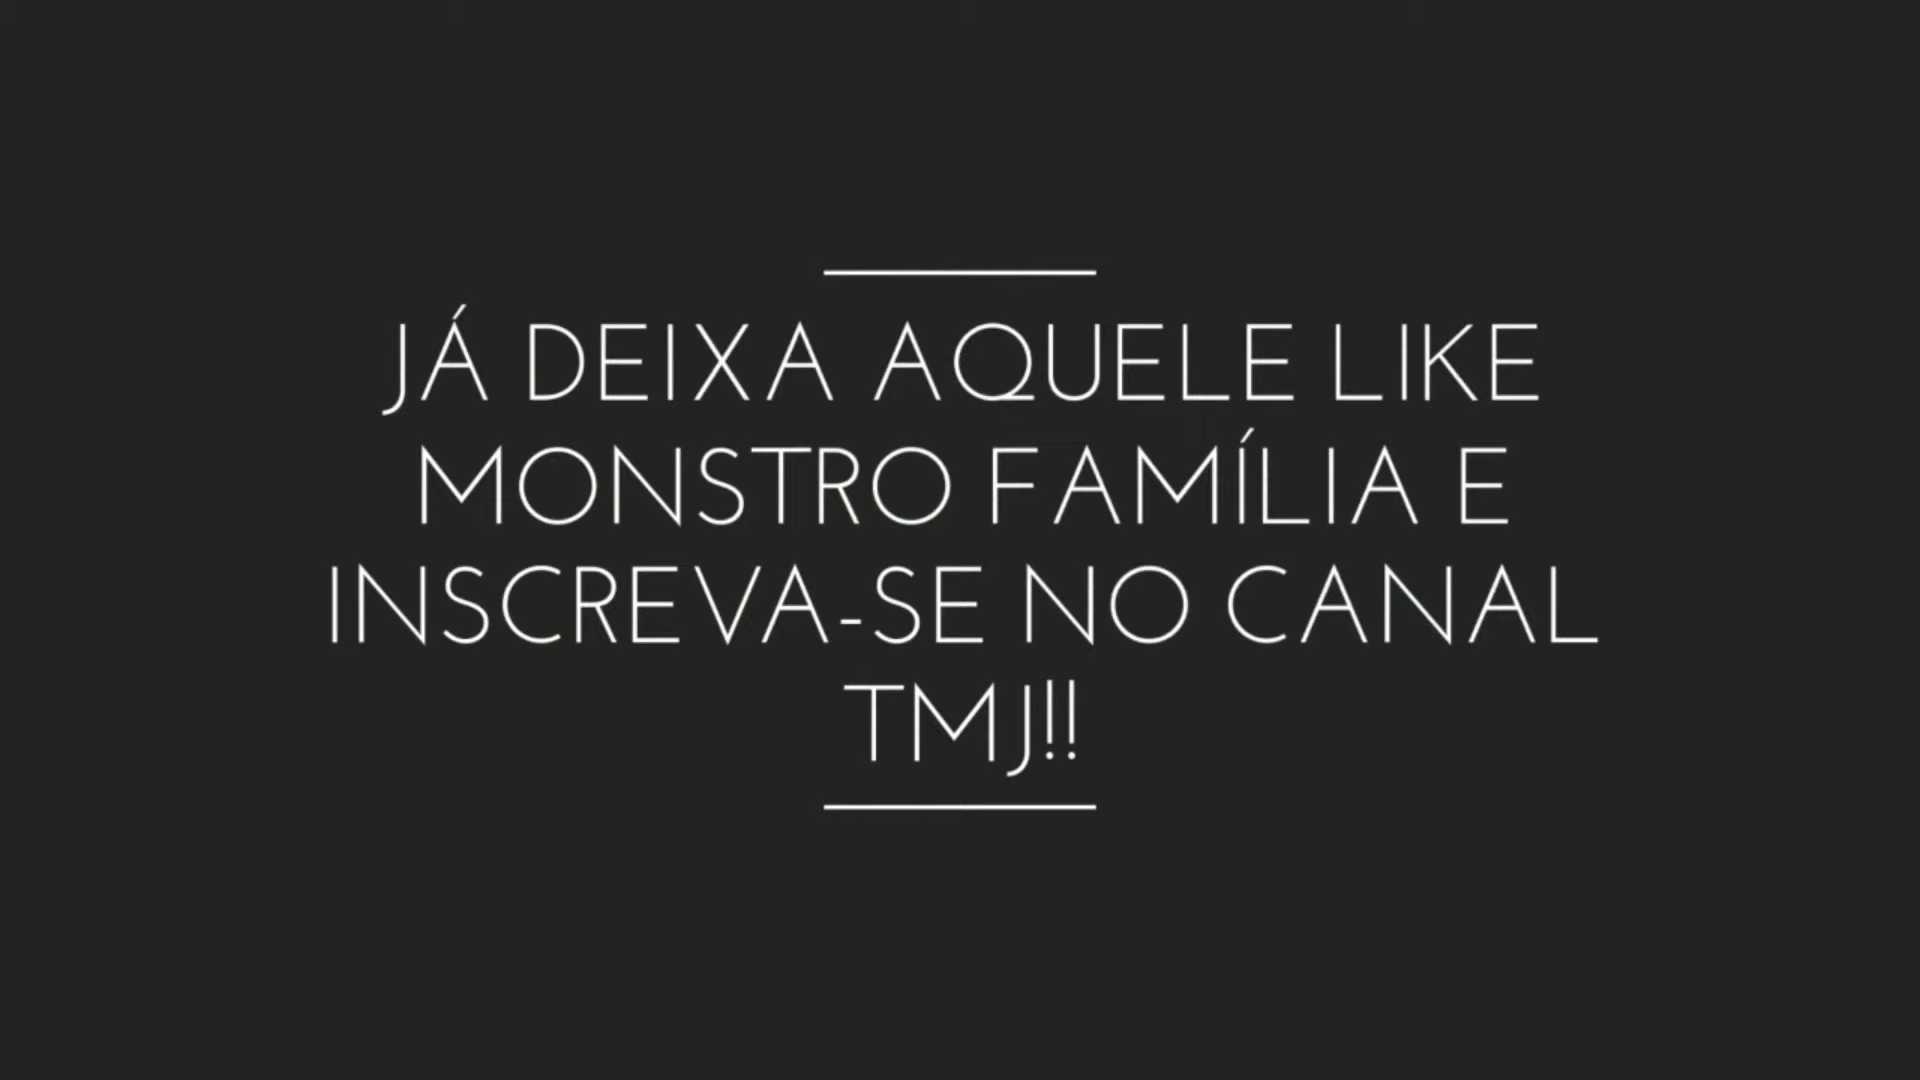 JÁ DEIXA AQUELE LIKE
MONSTRO FAMÍLIA E
INSCREVA-SE NO CANAL
TMJ!!